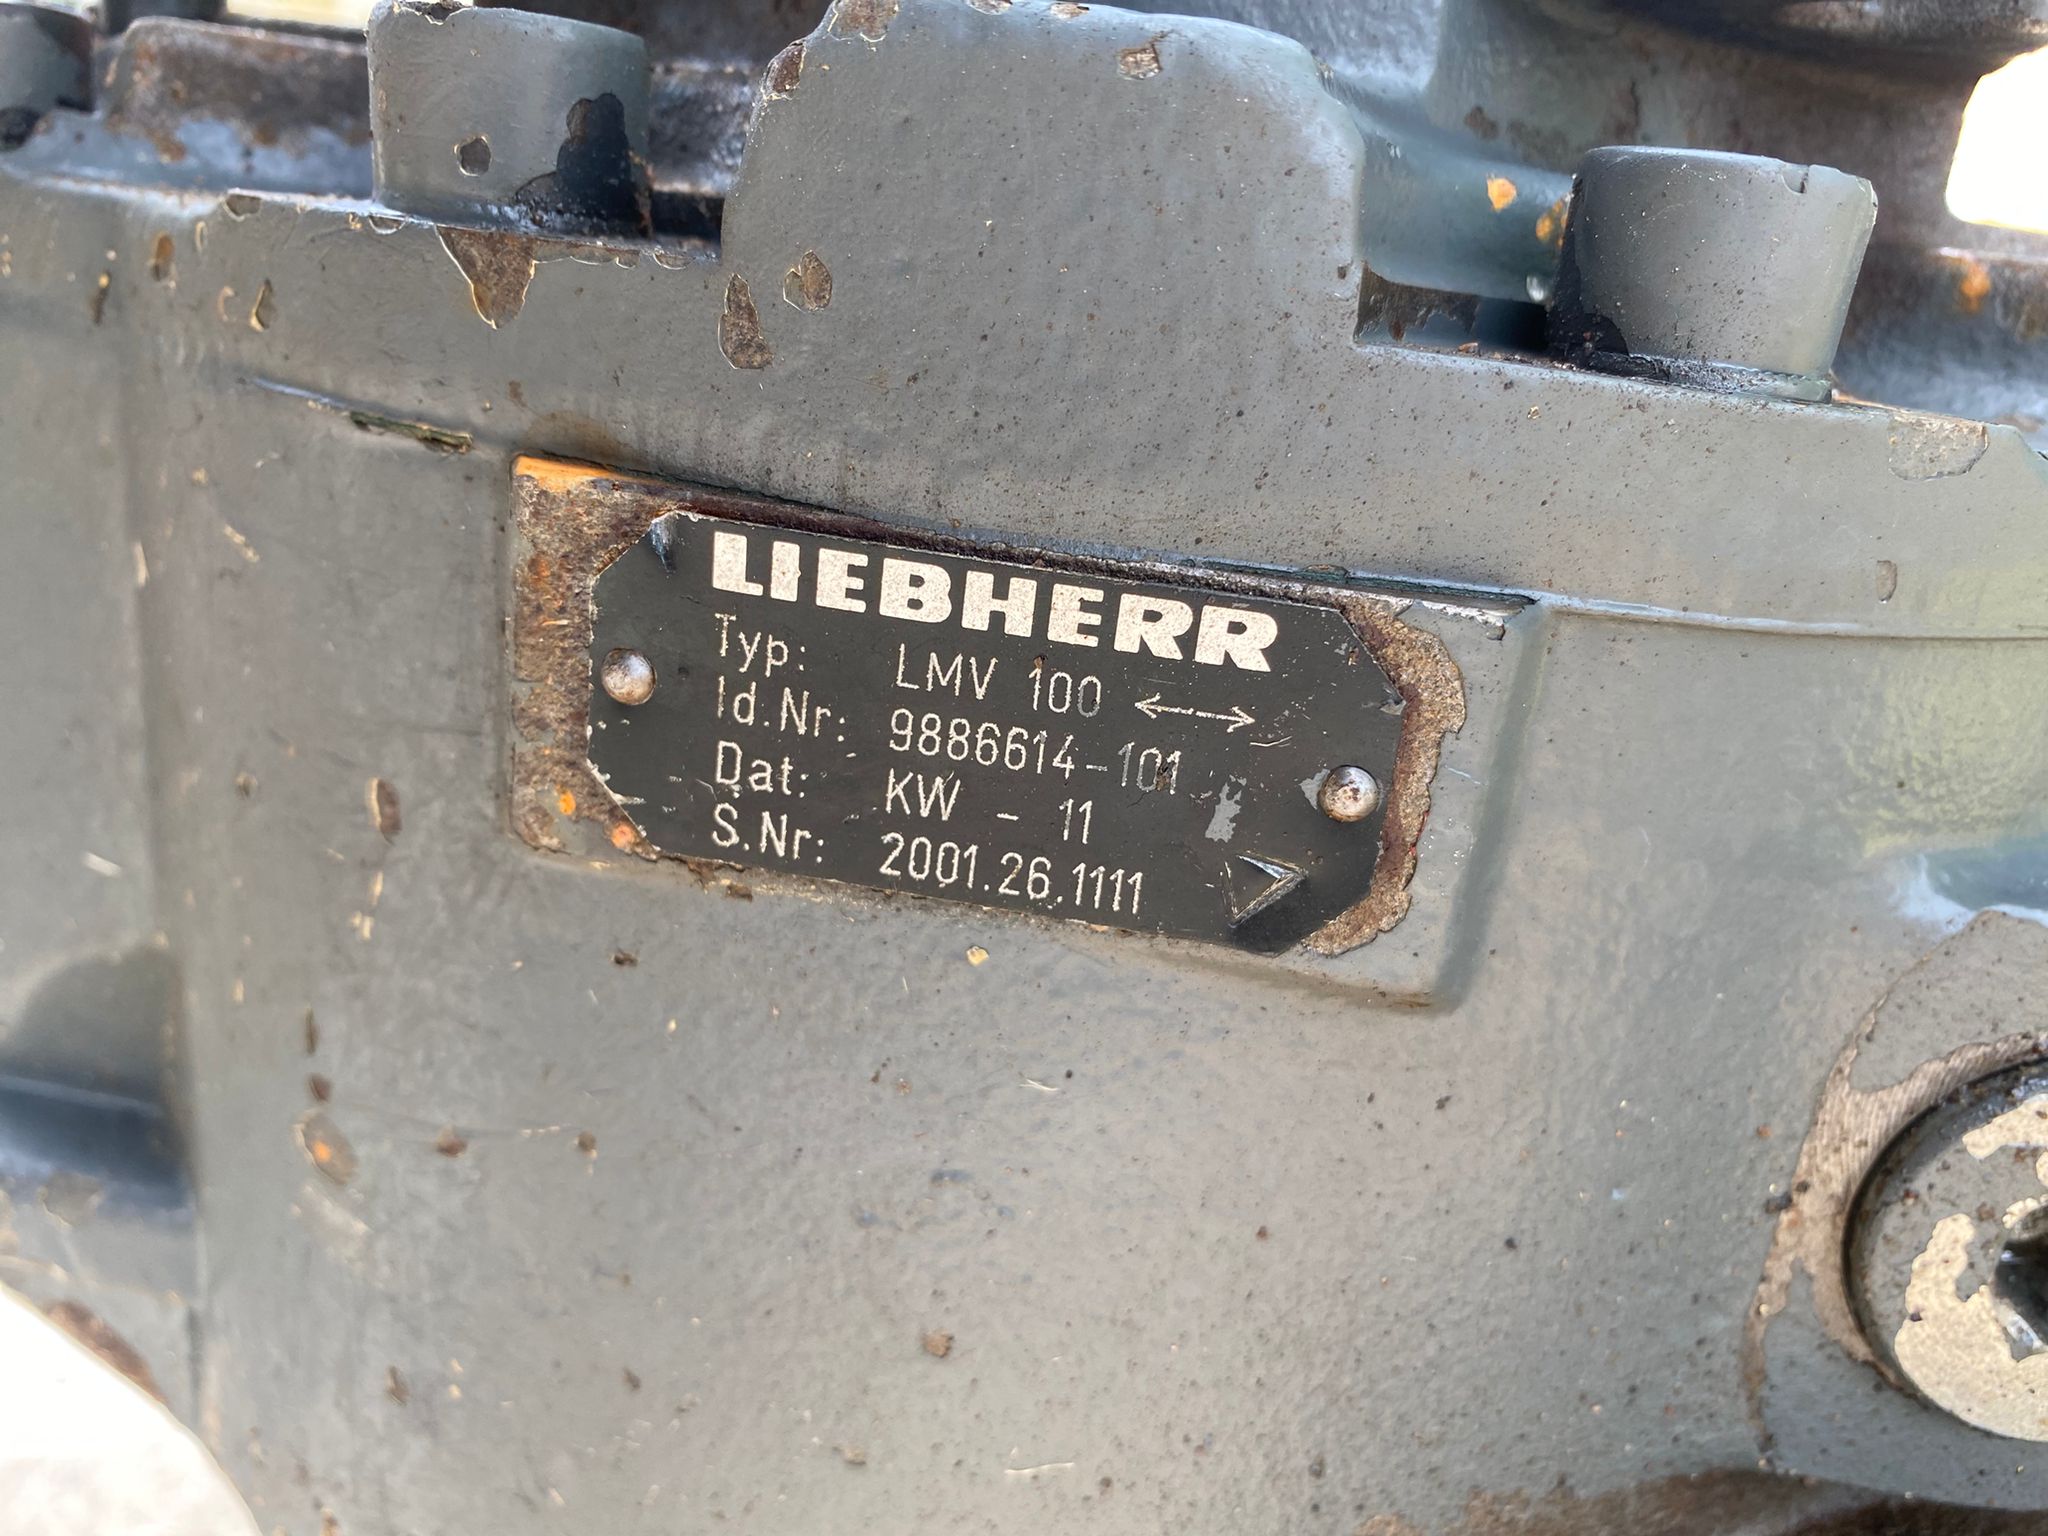 LIEBHERR
Typ: LMV 100 ↔
Id.Nr: 9886614-101
Dat: KW - 11
S.Nr: 2001.26.1111